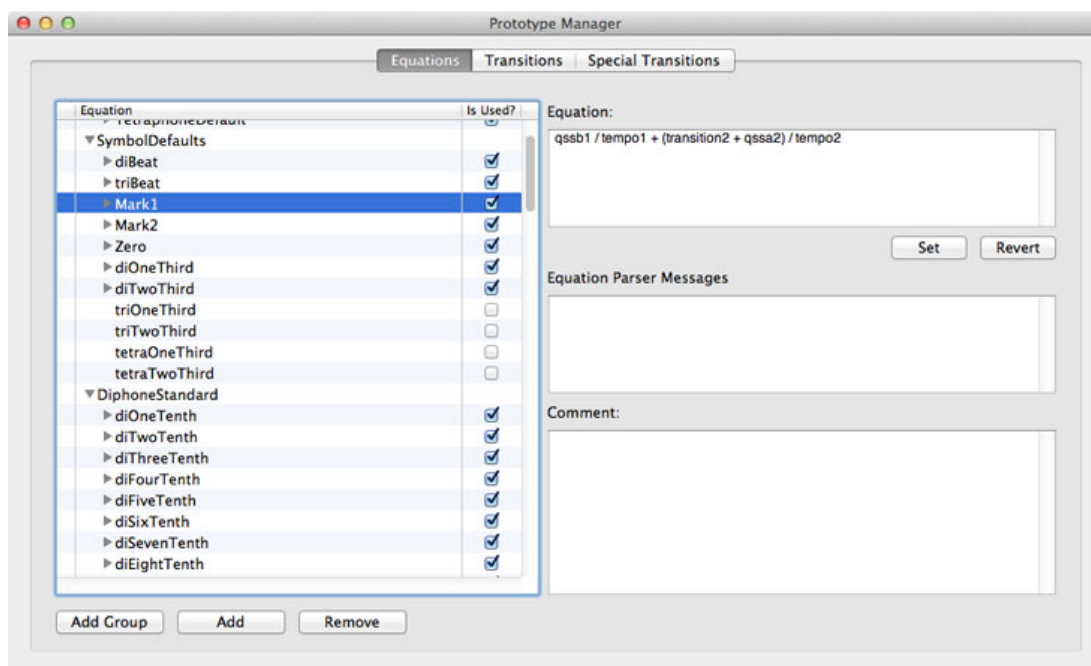 Prototype Manager
Equations Transitions Special Transitions
Equation Is Used?
TetraphoneDefault
SymbolDefaults
diBeat
triBeat
Mark1
Mark2
Zero
diOneThird
diTwoThird
triOneThird
triTwoThird
tetraOneThird
tetraTwoThird
DiphoneStandard
diOneTenth
diTwoTenth
diThreeTenth
diFourTenth
diFiveTenth
diSixTenth
diSevenTenth
diEightTenth
Add Group Add Remove
Equation:
qssb1 / tempo1 + (transition2 + qssa2) / tempo2
Set Revert
Equation Parser Messages
Comment: